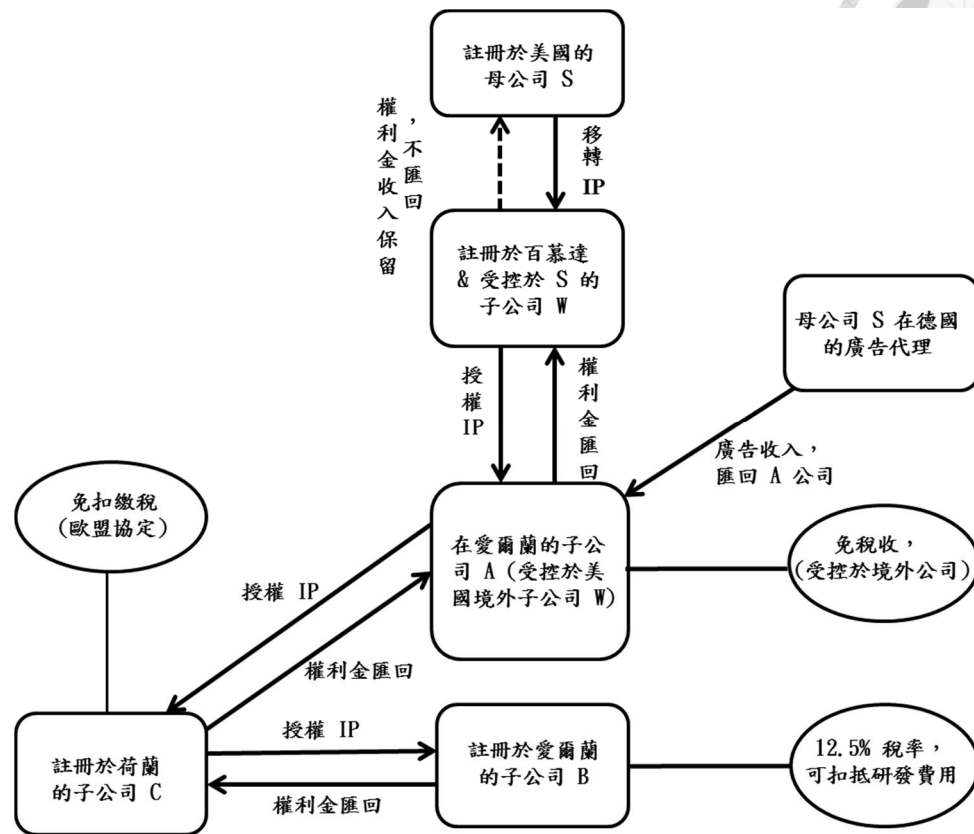 註冊於美國的
母公司 S
權利金收入保留
，不匯回
移轉
IP
註冊於百慕達
& 受控於 S 的
子公司 W
母公司 S 在德國
的廣告代理
授權
IP
權利金匯回
廣告收入，
匯回 A 公司
免扣繳稅
(歐盟協定)
在愛爾蘭的子公
司 A (受控於美
國境外子公司 W)
免稅收，
(受控於境外公司)
授權 IP
權利金匯回
註冊於荷蘭
的子公司 C
授權 IP
權利金匯回
註冊於愛爾蘭
的子公司 B
12.5% 稅率，
可扣抵研發費用